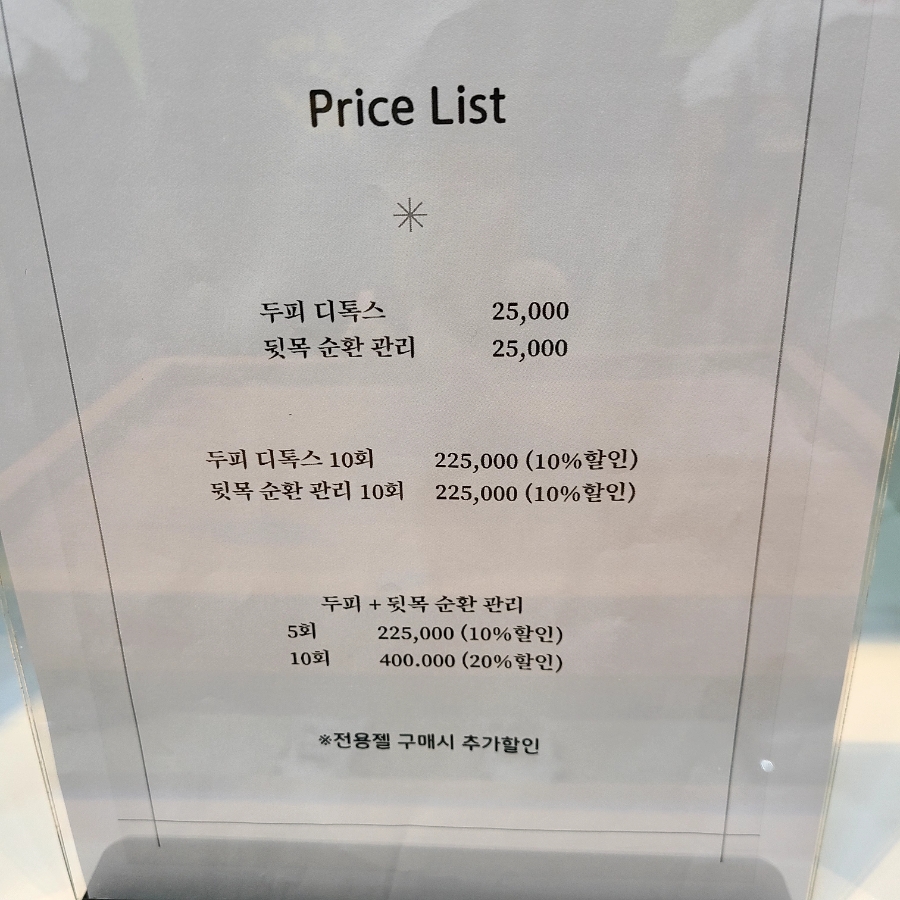 Price List
두피 디톡스 25,000
뒷목 순환 관리 25,000
두피 디톡스 10회 225,000 (10%할인)
뒷목 순환 관리 10회 225,000 (10%할인)
두피 + 뒷목 순환 관리
5회 225,000 (10%할인)
10회 400.000 (20%할인)
※전용젤 구매시 추가할인